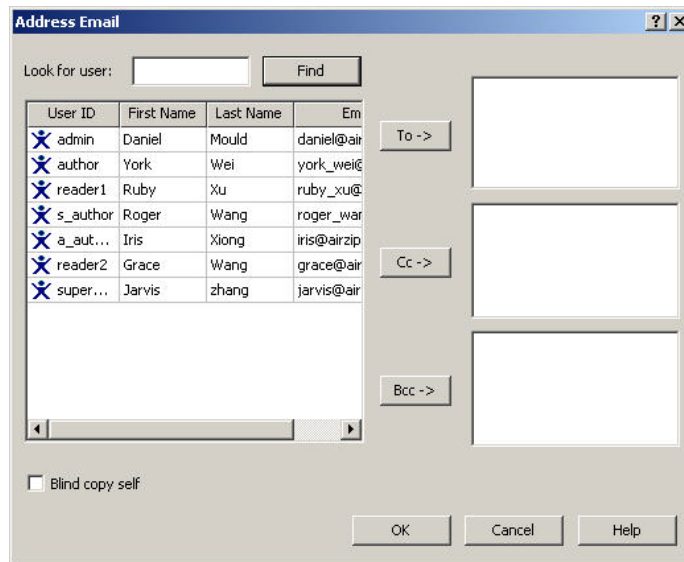 Address Email
Look for user: Find
User ID First Name Last Name Em
admin Daniel Mould daniel@air
author York Wei york_wei@
reader1 Ruby Xu ruby_xu@
s_author Roger Wang roger_war
a_aut... Iris Xiong iris@airzip
reader2 Grace Wang grace@air
super... Jarvis zhang jarvis@air
To ->
Cc ->
Bcc ->
Blind copy self
OK Cancel Help